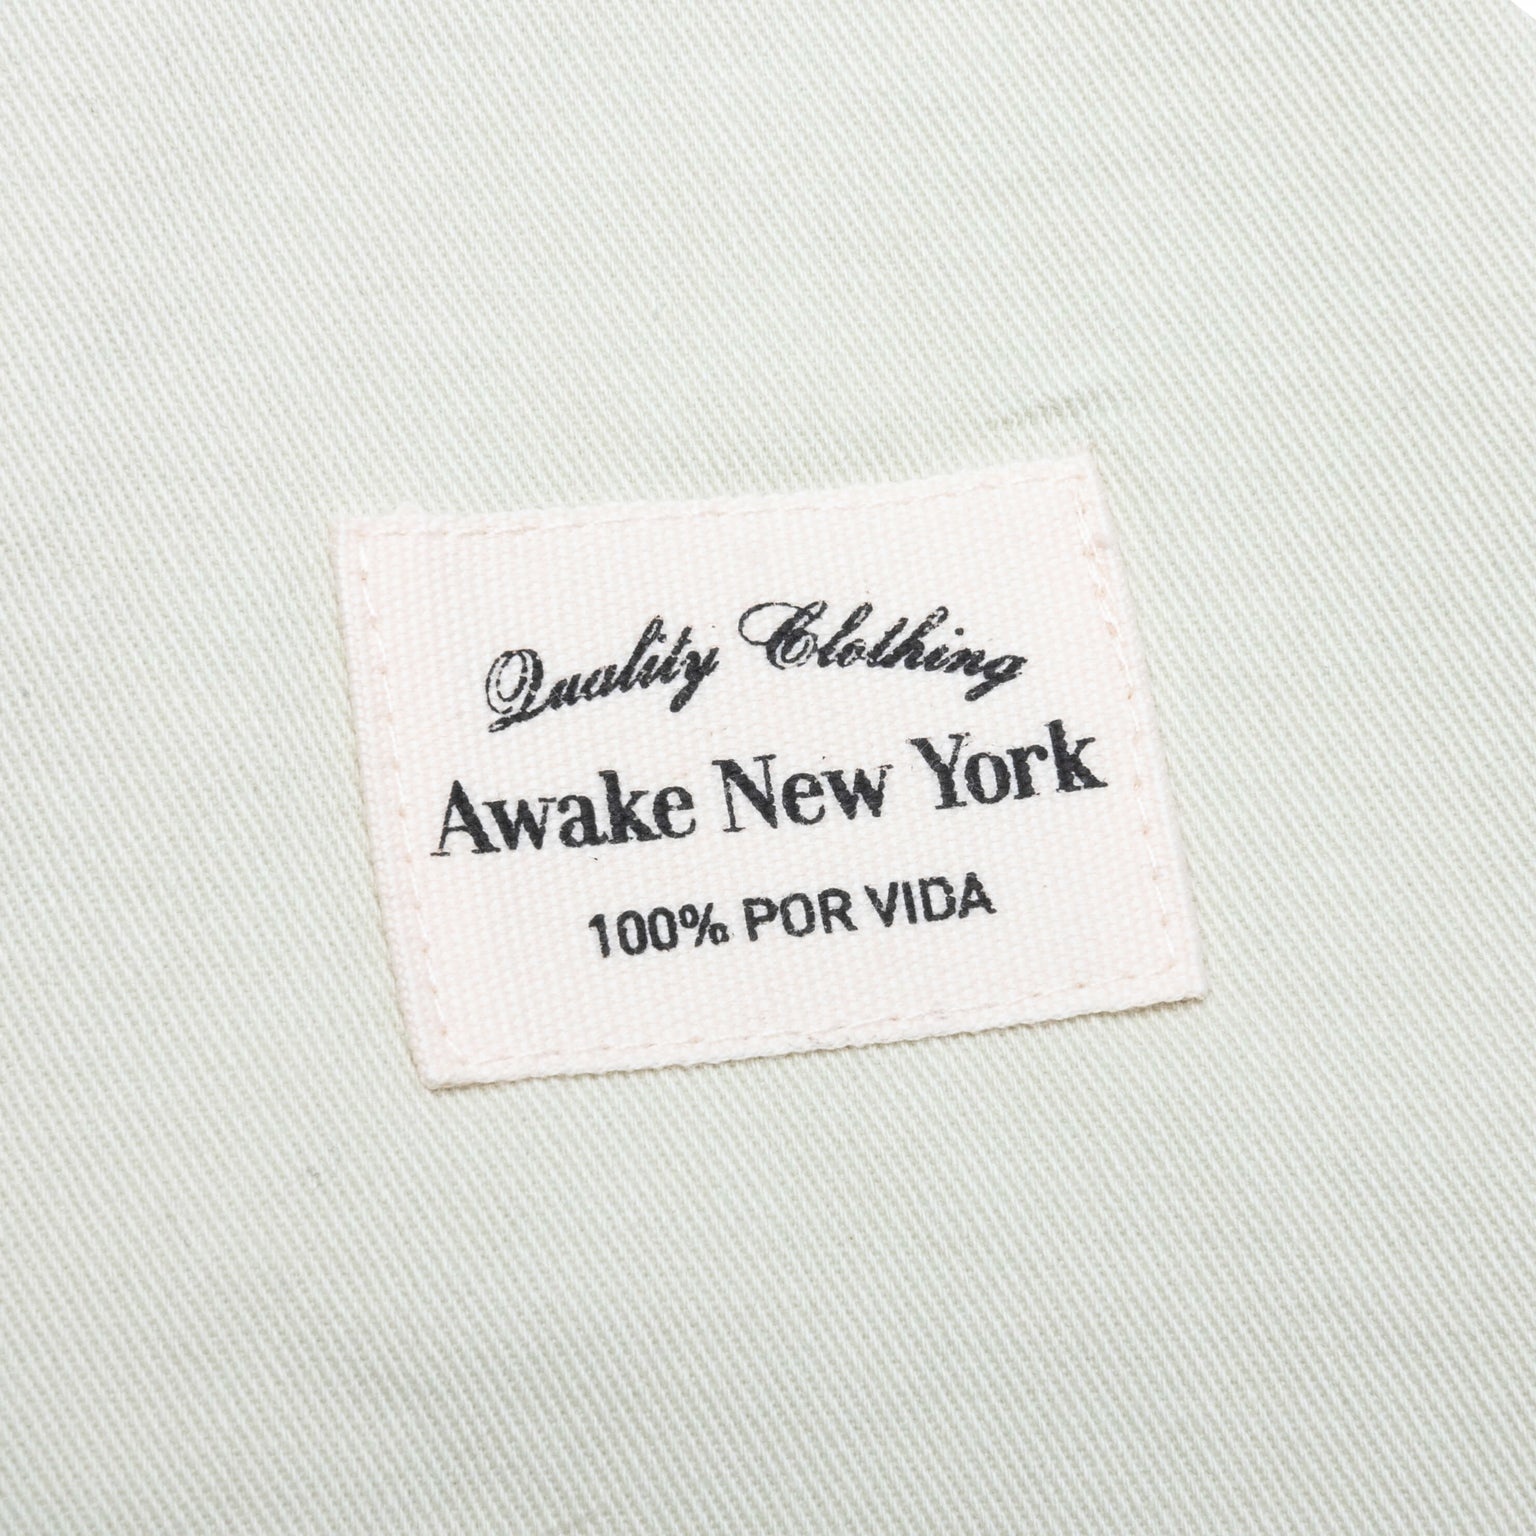 Quality Clothing
Awake New York
100% POR VIDA